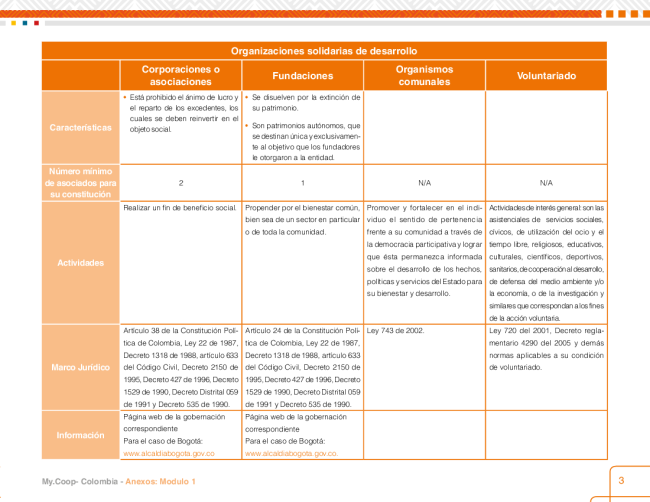 Organizaciones solidarias de desarrollo
Corporaciones o
asociaciones
Fundaciones
Organismos
comunales
Voluntariado
Características
• Está prohibido el ánimo de lucro y
el reparto de los excedentes, los
cuales se deben reinvertir en el
objeto social.
• Se disuelven por la extinción de
su patrimonio.
• Son patrimonios autónomos, que
se destinan única y exclusivamen-
te al objetivo que los fundadores
le otorgaron a la entidad.
Número mínimo
de asociados para
su constitución
2
1
N/A
N/A
Actividades
Realizar un fin de beneficio social.
Propender por el bienestar común,
bien sea de un sector en particular
o de toda la comunidad.
Promover y fortalecer en el indi-
viduo el sentido de pertenencia
frente a su comunidad a través de
la democracia participativa y lograr
que ésta permanezca informada
sobre el desarrollo de los hechos,
políticas y servicios del Estado para
su bienestar y desarrollo.
Actividades de interés general: son las
asistenciales de servicios sociales,
cívicos, de utilización del ocio y el
tiempo libre, religiosos, educativos,
culturales, científicos, deportivos,
sanitarios, de cooperación al desarrollo,
de defensa del medio ambiente y/o
la economía, o de la investigación y
similares que correspondan a los fines
de la acción voluntaria.
Marco Jurídico
Artículo 38 de la Constitución Polí-
tica de Colombia, Ley 22 de 1987,
Decreto 1318 de 1988, artículo 633
del Código Civil, Decreto 2150 de
1995, Decreto 427 de 1996, Decreto
1529 de 1990, Decreto Distrital 059
de 1991 y Decreto 535 de 1990.
Artículo 24 de la Constitución Polí-
tica de Colombia, Ley 22 de 1987,
Decreto 1318 de 1988, artículo 633
del Código Civil, Decreto 2150 de
1995, Decreto 427 de 1996, Decreto
1529 de 1990, Decreto Distrital 059
de 1991 y Decreto 535 de 1990.
Ley 743 de 2002.
Ley 720 del 2001, Decreto regla-
mentario 4290 del 2005 y demás
normas aplicables a su condición
de voluntariado.
Información
Página web de la gobernación
correspondiente
Para el caso de Bogotá:
www.alcaldiabogota.gov.co
Página web de la gobernación
correspondiente
Para el caso de Bogotá:
www.alcaldiabogota.gov.co.
My.Coop- Colombia - Anexos: Modulo 1
3